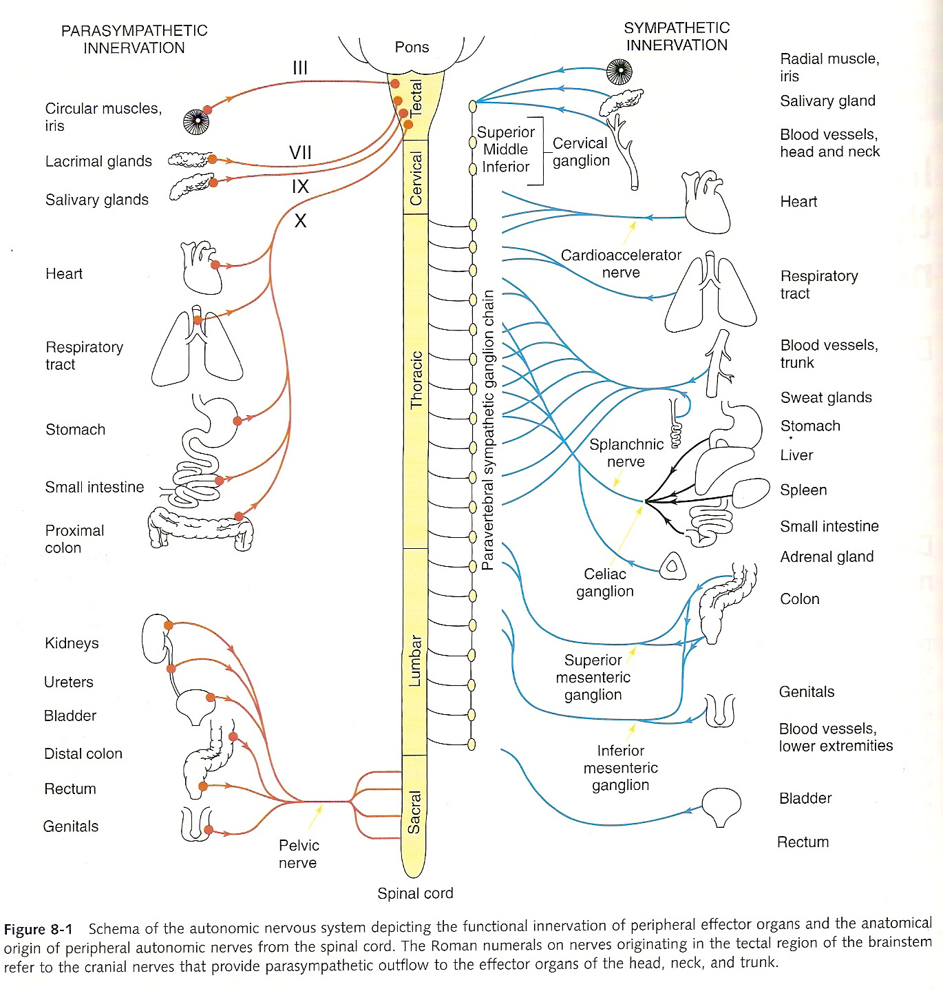 PARASYMPATHETIC
INNERVATION
Circular muscles,
iris
Lacrimal glands
Salivary glands
Heart
Respiratory
tract
Stomach
Small intestine
Proximal
colon
Kidneys
Ureters
Bladder
Distal colon
Rectum
Genitals
III
VII
IX
X
Pelvic
nerve
Pons
Tectal
Cervical
Thoracic
Lumbar
Sacral
Spinal cord
Paravertebral sympathetic ganglion chain
SYMPATHETIC
INNERVATION
Superior
Middle
Inferior
Cervical
ganglion
Cardioaccelerator
nerve
Splanchnic
nerve
Celiac
ganglion
Superior
mesenteric
ganglion
Inferior
mesenteric
ganglion
Radial muscle,
iris
Salivary gland
Blood vessels,
head and neck
Heart
Respiratory
tract
Blood vessels,
trunk
Sweat glands
Stomach
Liver
Spleen
Small intestine
Adrenal gland
Colon
Genitals
Blood vessels,
lower extremities
Bladder
Rectum
Figure 8-1 Schema of the autonomic nervous system depicting the functional innervation of peripheral effector organs and the anatomical
origin of peripheral autonomic nerves from the spinal cord. The Roman numerals on nerves originating in the tectal region of the brainstem
refer to the cranial nerves that provide parasympathetic outflow to the effector organs of the head, neck, and trunk.